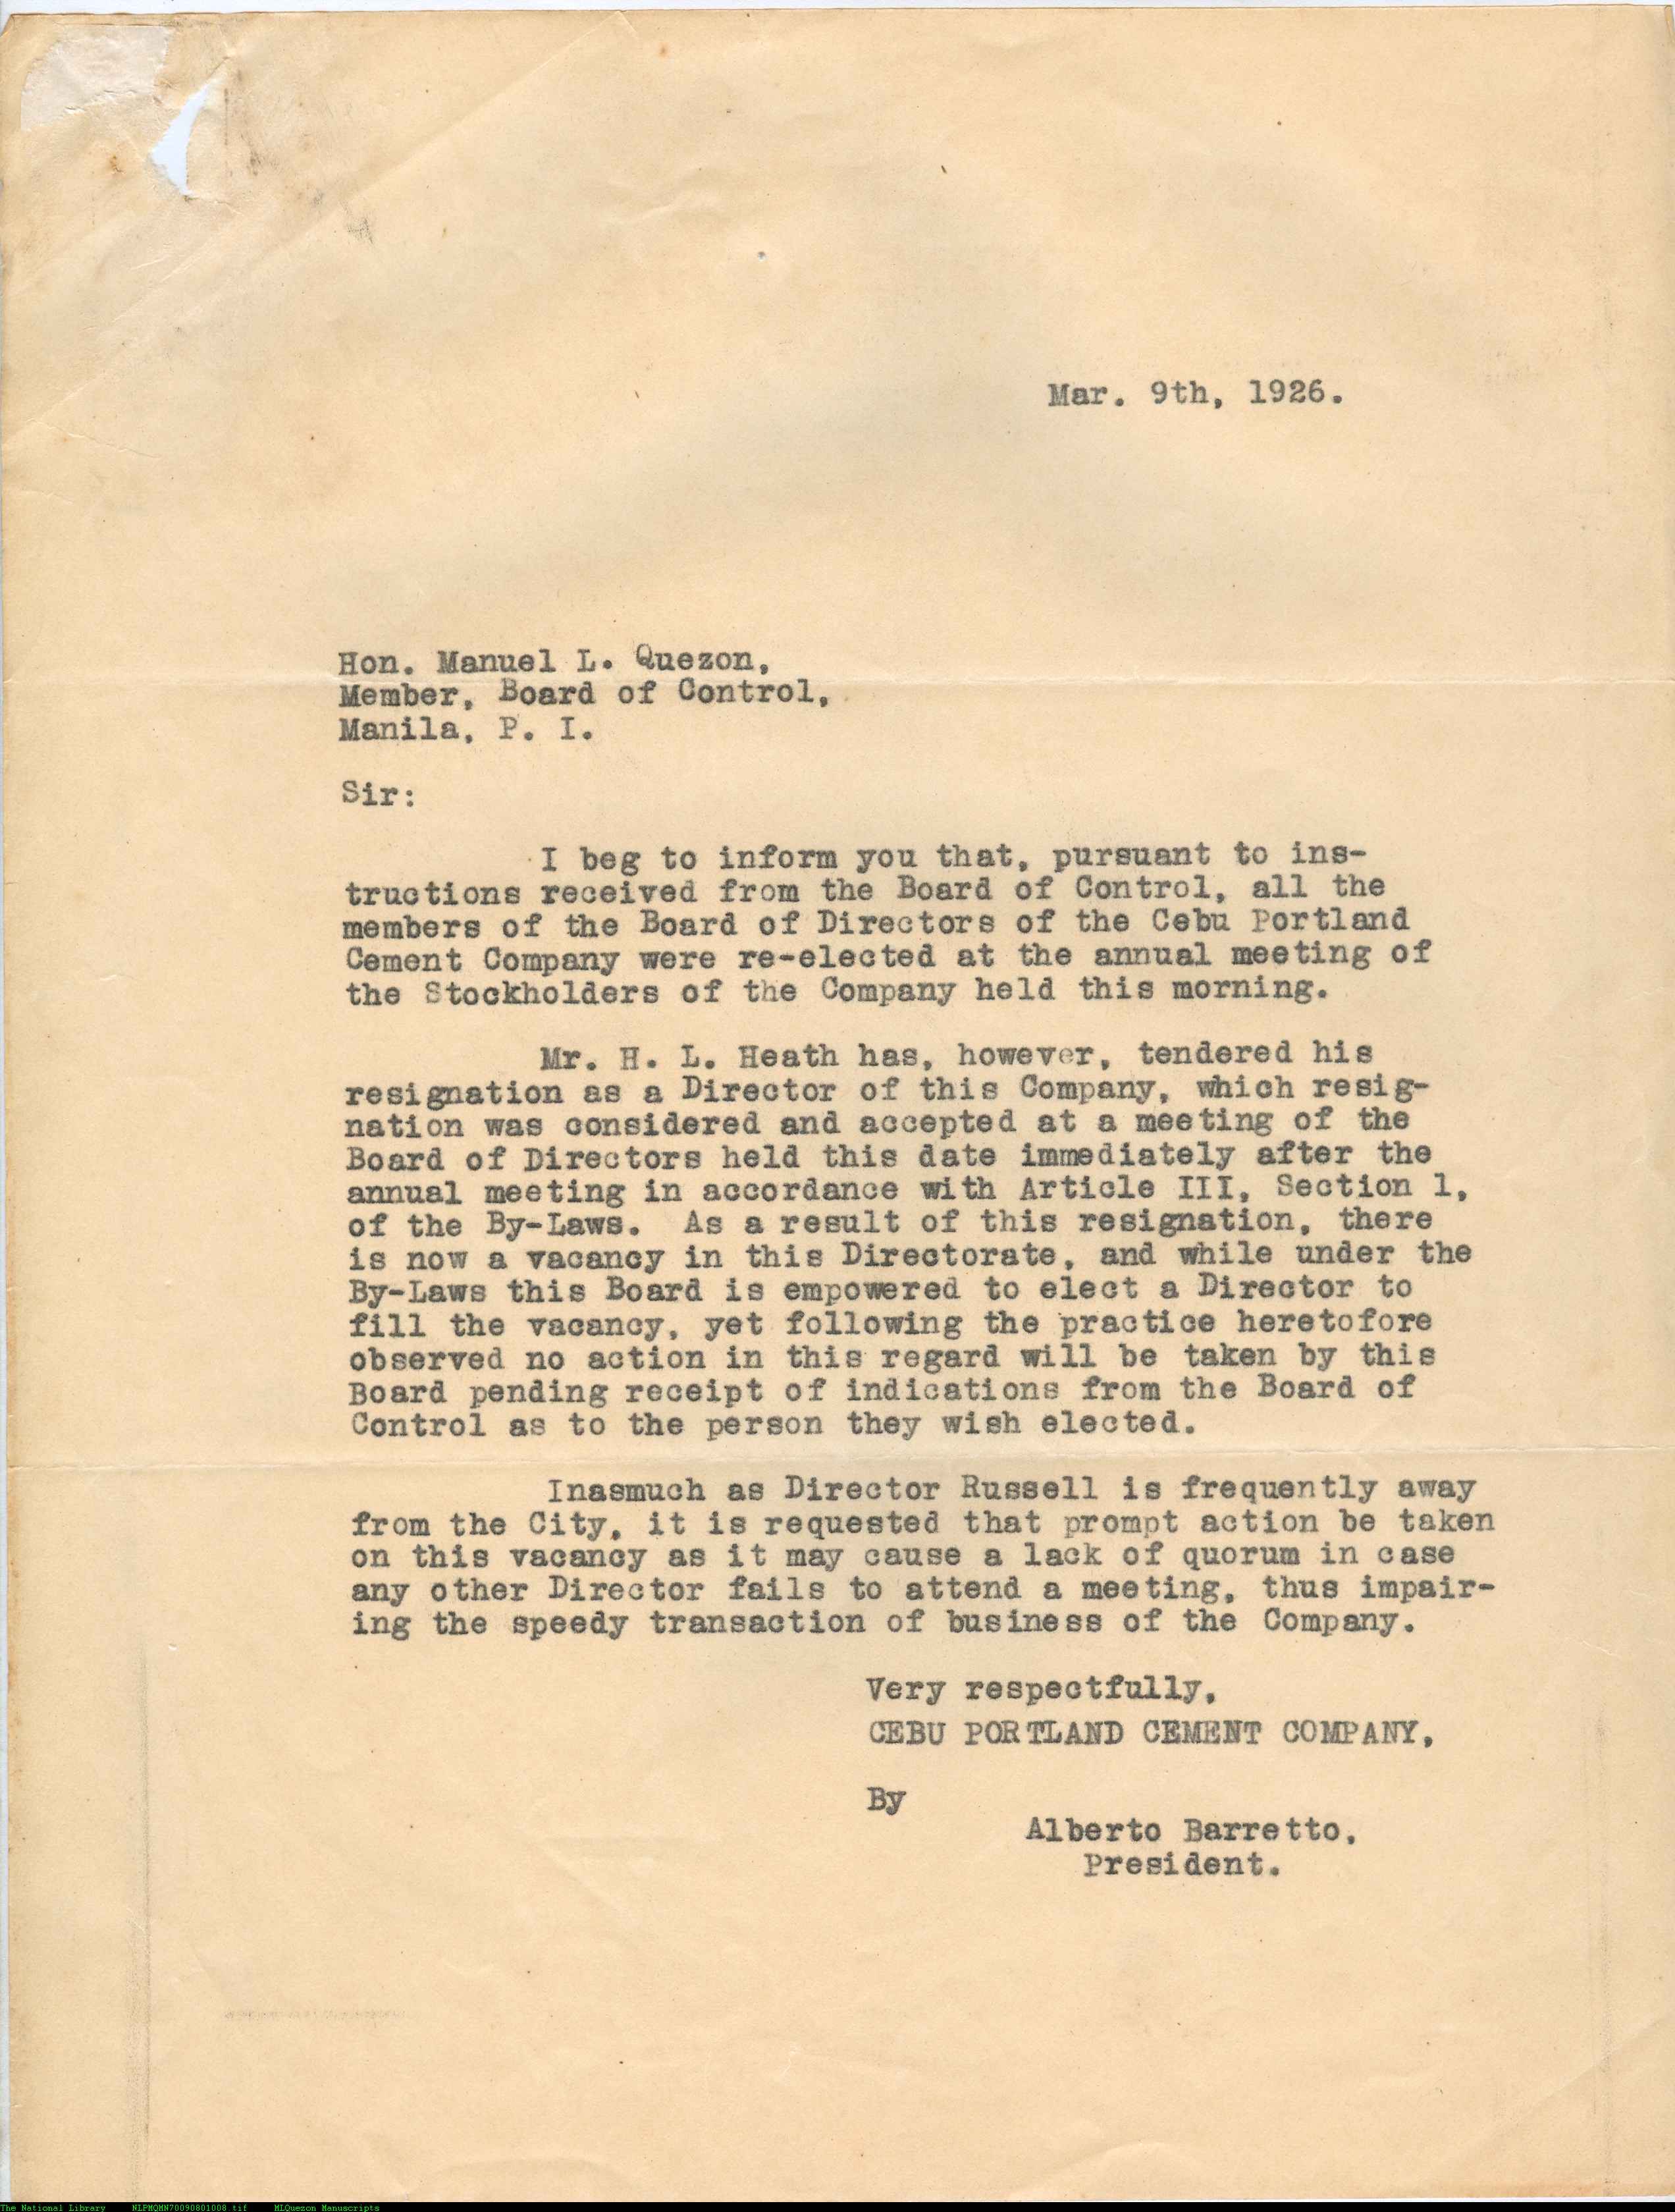 Mar. 9th, 1926.
Hon. Manuel L. Quezon,
Member, Board of Control,
Manila, P. I.
Sir:
I beg to inform you that, pursuant to ins-
tructions received from the Board of Control, all the
members of the Board of Directors of the Cebu Portland
Cement Company were re-elected at the annual meeting of
the Stockholders of the Company held this morning.
Mr. H. L. Heath has, however, tendered his
resignation as a Director of this Company, which resig-
nation was considered and accepted at a meeting of the
Board of Directors held this date immediately after the
annual meeting in accordance with Article III, Section 1,
of the By-Laws. As a result of this resignation, there
is now a vacancy in this Directorate, and while under the
By-Laws this Board is empowered to elect a Director to
fill the vacancy, yet following the practice heretofore
observed no action in this regard will be taken by this
Board pending receipt of indications from the Board of
Control as to the person they wish elected.
Inasmuch as Director Russell is frequently away
from the City, it is requested that prompt action be taken
on this vacancy as it may cause a lack of quorum in case
any other Director fails to attend a meeting, thus impair-
ing the speedy transaction of business of the Company.
Very respectfully,
CEBU PORTLAND CEMENT COMPANY,
By
Alberto Barretto,
President.
The National Library NLPMQMN70090801008.tif MLQuezon Manuscripts